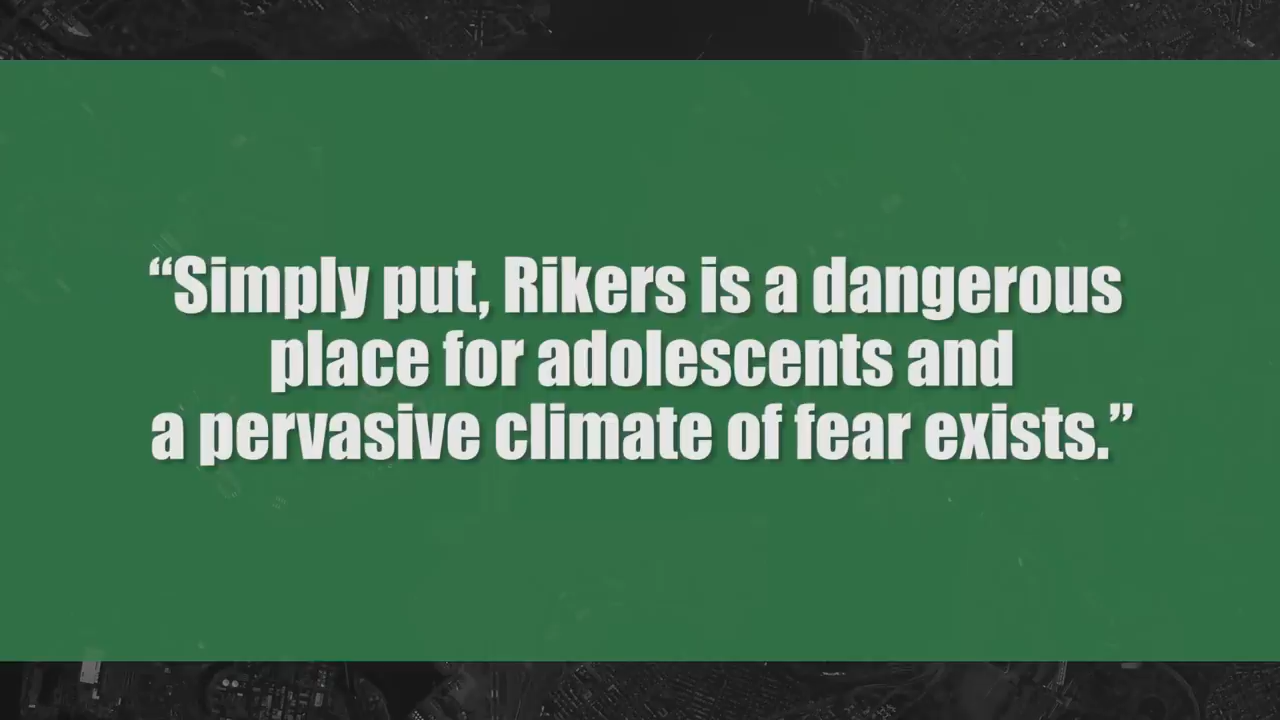 “Simply put, Rikers is a dangerous
place for adolescents and
a pervasive climate of fear exists.”